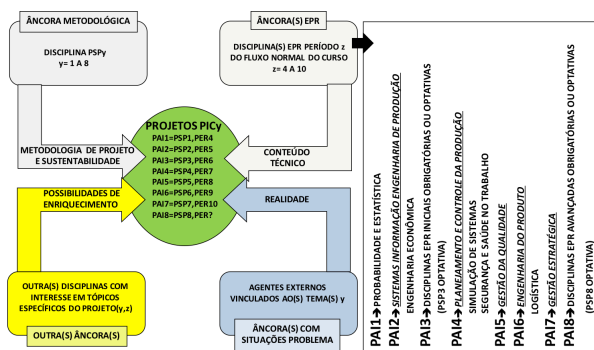 ÂNCORA METODOLÓGICA
DISCIPLINA PSPy
y= 1 A 8
ÂNCORA(S) EPR
DISCIPLINA(S) EPR PERÍODO z
DO FLUXO NORMAL DO CURSO
z= 4 A 10
METODOLOGIA DE PROJETO
E SUSTENTABILIDADE
CONTEÚDO
TÉCNICO
PROJETOS PICy
PAI1=PSP1,PER4
PAI2=PSP2,PER5
PAI3=PSP3,PER6
PAI4=PSP4,PER7
PAI5=PSP5,PER8
PAI6=PSP6,PER9
PAI7=PSP7,PER10
PAI8=PSP8,PER?
POSSIBILIDADES DE
ENRIQUECIMENTO
REALIDADE
OUTRA(S) DISCIPLINAS COM
INTERESSE EM TÓPICOS
ESPECÍFICOS DO PROJETO(y,z)
OUTRA(S) ÂNCORA(S)
AGENTES EXTERNOS
VINCULADOS AO(S) TEMA(S) y
ÂNCORA(S) COM
SITUAÇÕES PROBLEMA
PAI1→PROBABILIDADE E ESTATÍSTICA
PAI2→SISTEMAS INFORMAÇÃO ENGENHARIA DE PRODUÇÃO
ENGENHARIA ECONÔMICA
PAI3→DISCIPLINAS EPR INICIAIS OBRIGATÓRIAS OU OPTATIVAS
(PSP3 OPTATIVA)
PAI4→PLANEJAMENTO E CONTROLE DA PRODUÇÃO
SIMULAÇÃO DE SISTEMAS
SEGURANÇA E SAÚDE NO TRABALHO
PAI5→GESTÃO DA QUALIDADE
PAI6→ENGENHARIA DO PRODUTO
LOGÍSTICA
PAI7→GESTÃO ESTRATÉGICA
PAI8→DISCIPLINAS EPR AVANÇADAS OBRIGATÓRIAS OU OPTATIVAS
(PSP8 OPTATIVA